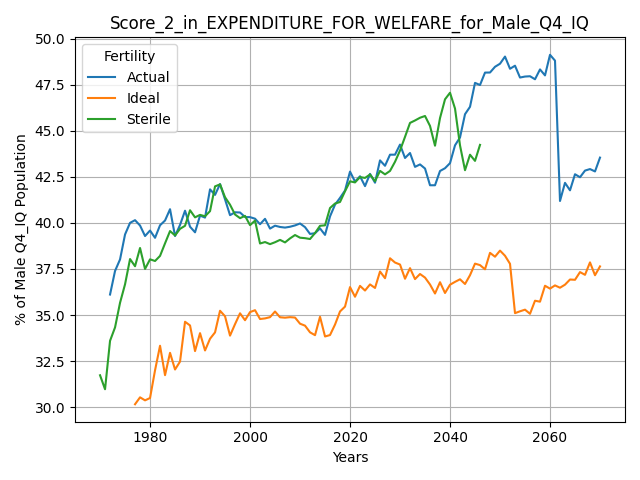 Score_2_in_EXPENDITURE_FOR_WELFARE_for_Male_Q4_IQ
Fertility
Actual
Ideal
Sterile
% of Male Q4_IQ Population
50.0
47.5
45.0
42.5
40.0
37.5
35.0
32.5
30.0
1980 2000 2020 2040 2060
Years